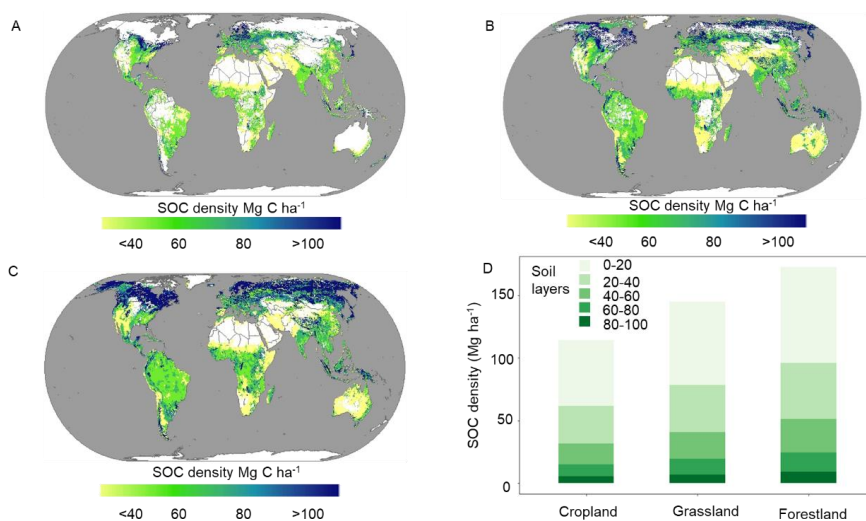 A
SOC density Mg C ha⁻¹
<40 60 80 >100
B
SOC density Mg C ha⁻¹
<40 60 80 >100
C
SOC density Mg C ha⁻¹
<40 60 80 >100
D
Soil layers
0-20
20-40
40-60
60-80
80-100
SOC density (Mg ha⁻¹)
150
100
50
0
Cropland Grassland Forestland